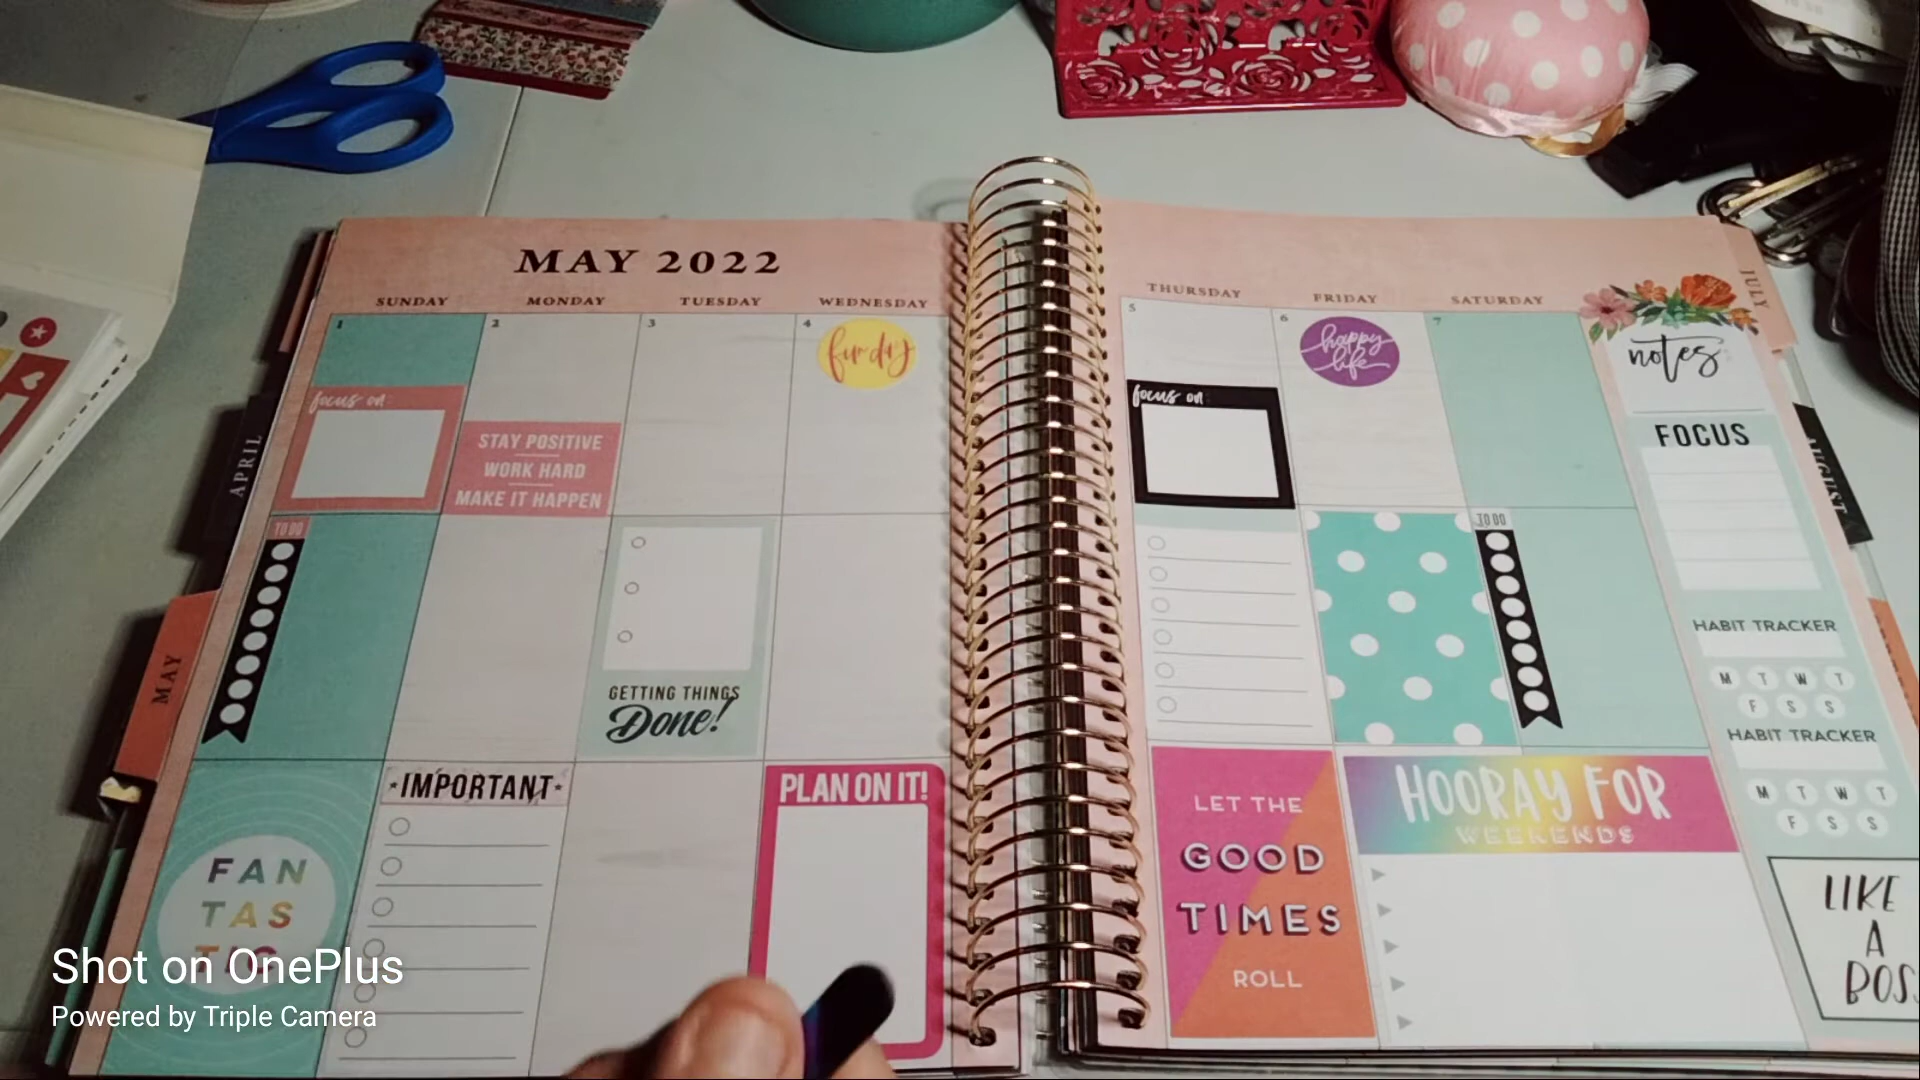 MAY 2022
SUNDAY MONDAY TUESDAY WEDNESDAY
THURSDAY FRIDAY SATURDAY
1 2 3 4
5 6 7
fun day
happy
life
notes
focus on:
focus on:
STAY POSITIVE
WORK HARD
MAKE IT HAPPEN
FOCUS
TO DO
TO DO
GETTING THINGS
Done!
HABIT TRACKER
M T W T
F S S
HABIT TRACKER
M T W T
F S S
FAN
TAS
TIC
*IMPORTANT*
PLAN ON IT!
LET THE
GOOD
TIMES
ROLL
HOORAY FOR
WEEKENDS
LIKE
A
BOS
APRIL
MAY
JULY
AUGUST
Shot on OnePlus
Powered by Triple Camera